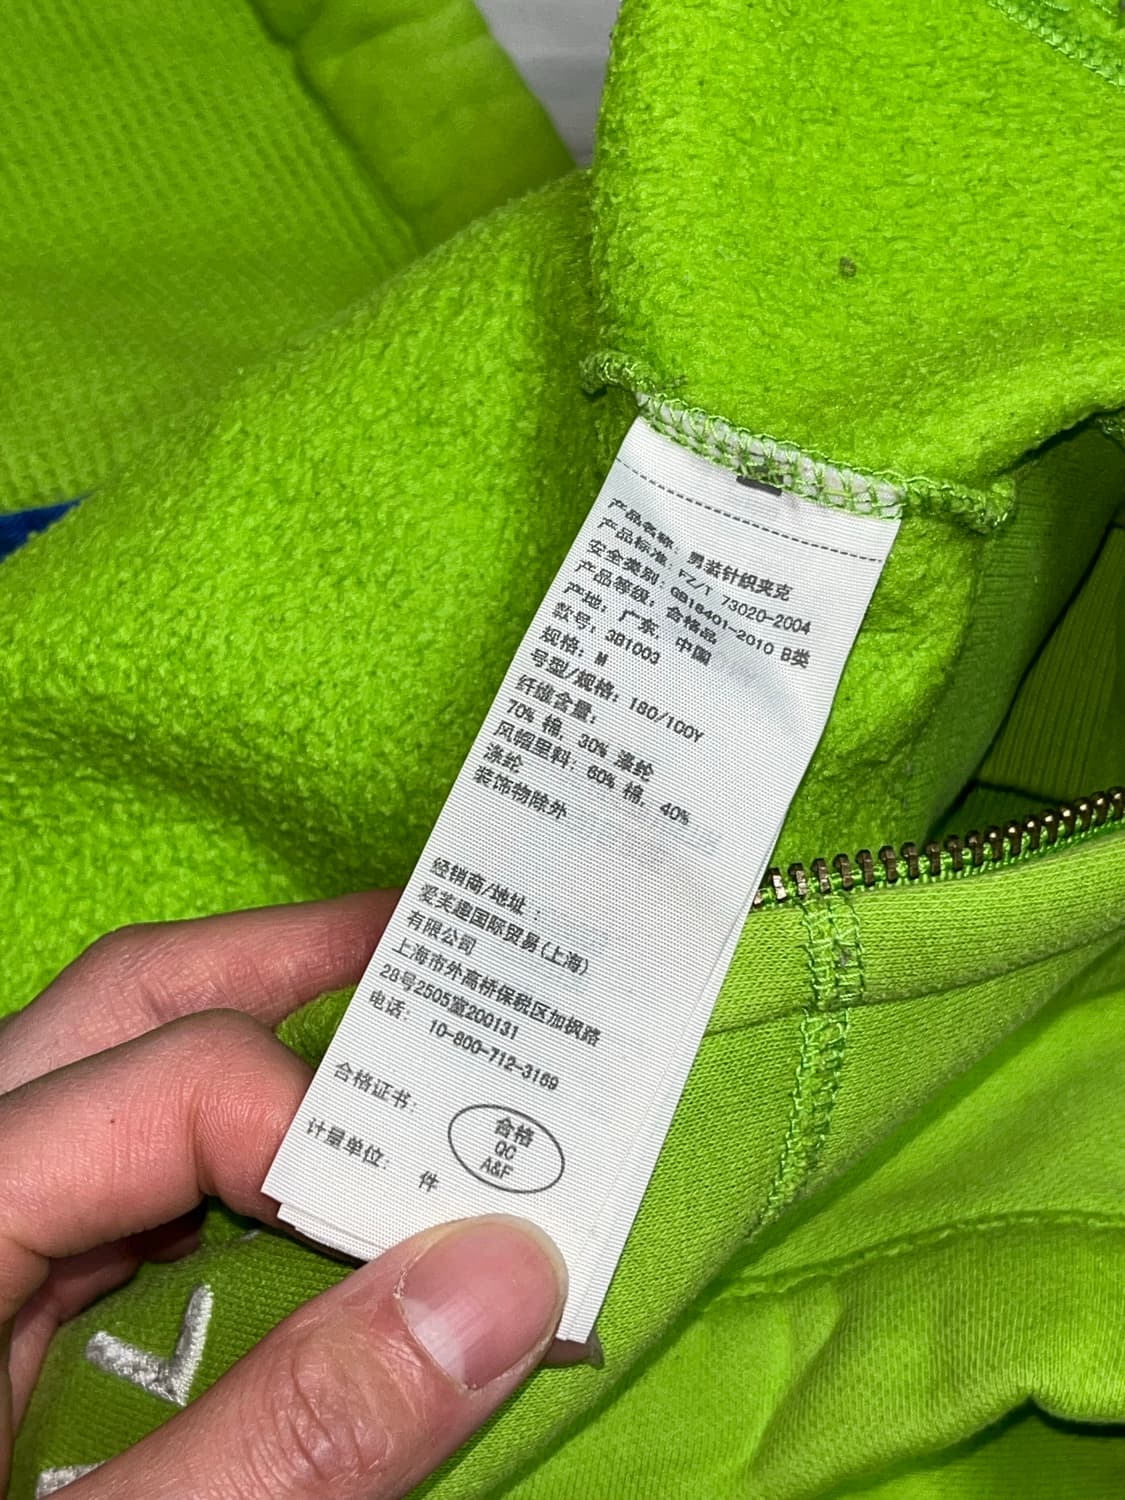 产品名称: 男装针织夹克
产品标准 FZ/T 73020-2004
安全类别: GB18401-2010 B类
产品等级: 合格品
产地: 广东, 中国
款号: 3B1003
规格: M
号型/规格: 180/100Y
纤维含量:
70% 棉, 30% 涤纶
风帽里料: 60% 棉, 40%
涤纶
装饰物除外
经销商/地址:
爱芙趣国际贸易(上海)
有限公司
上海市外高桥保税区加枫路
28号2505室200131
电话: 10-800-712-3169
合格证书:
合格
QC
A&F
计量单位: 件